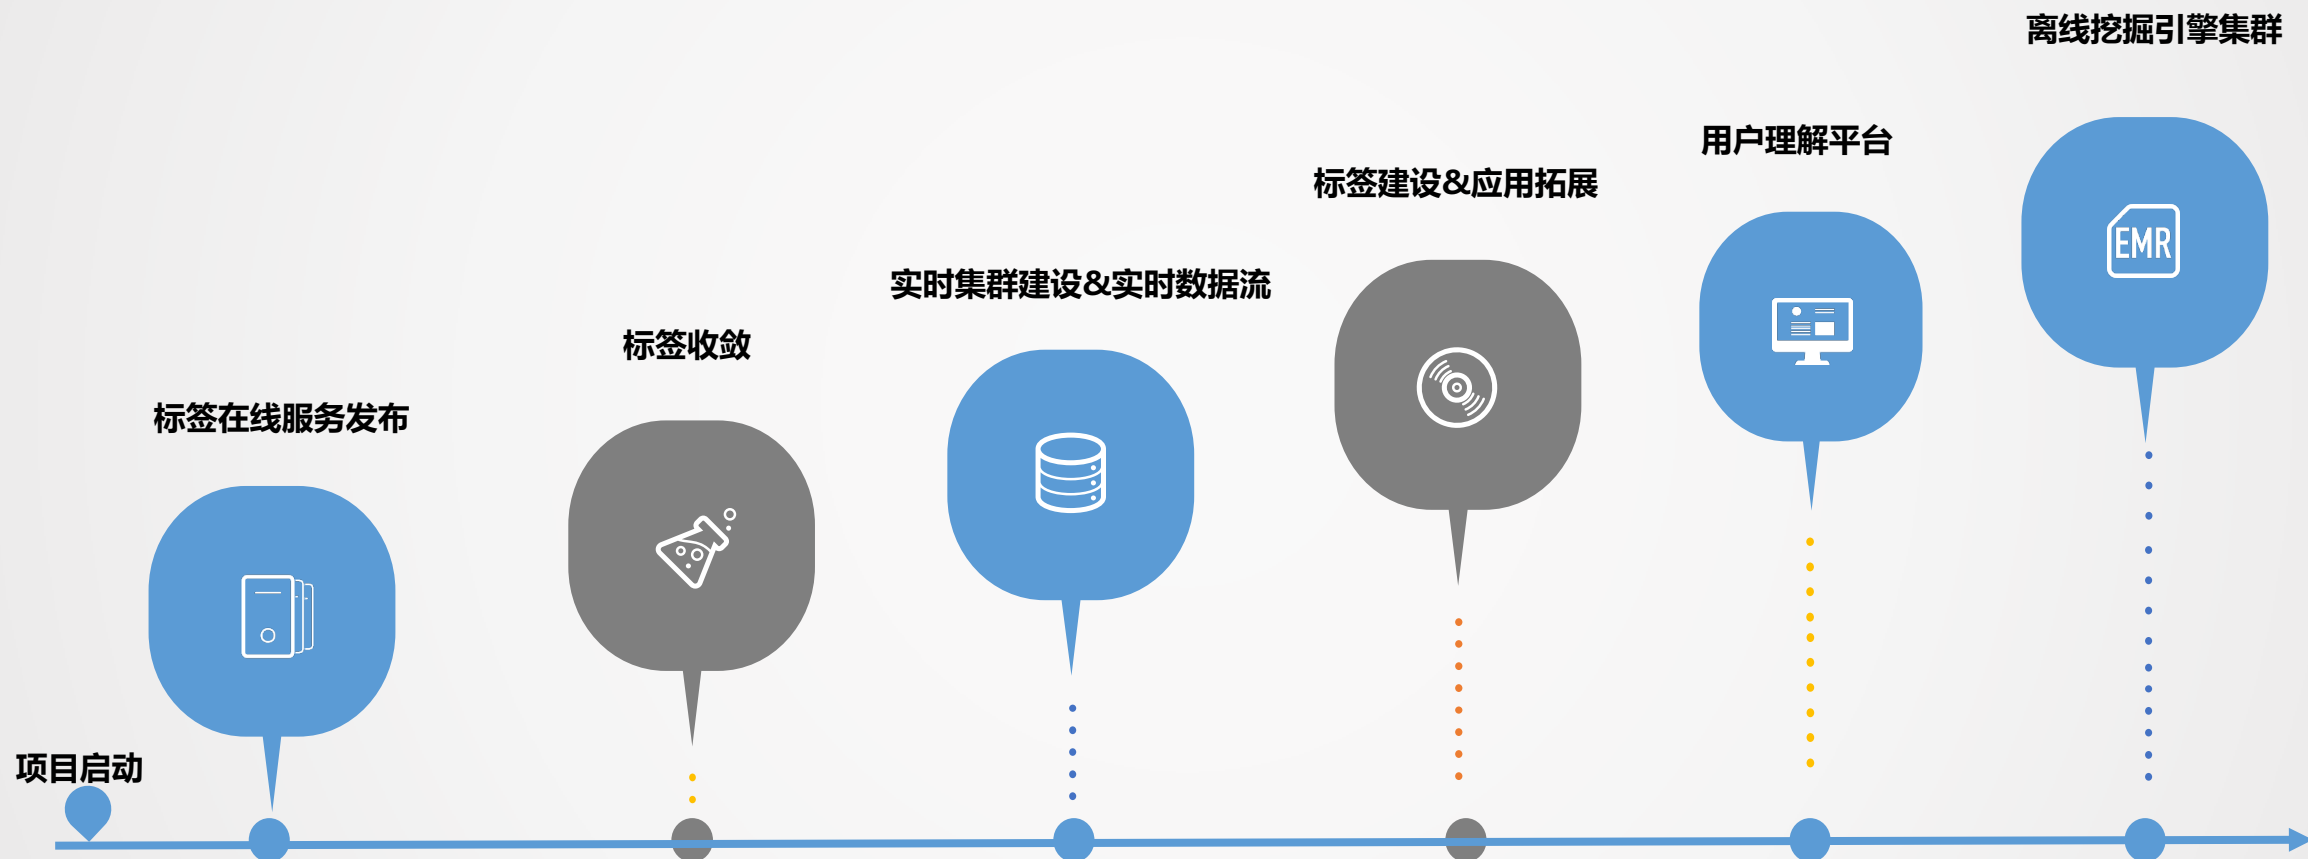 项目启动
标签在线服务发布
标签收敛
实时集群建设&实时数据流
标签建设&应用拓展
用户理解平台
离线挖掘引擎集群
EMR